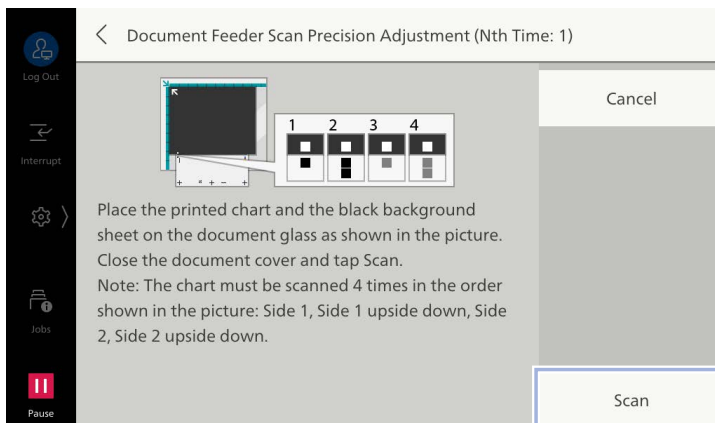 Document Feeder Scan Precision Adjustment (Nth Time: 1)
Log Out
Interrupt
Jobs
Pause
1 2 3 4
Place the printed chart and the black background
sheet on the document glass as shown in the picture.
Close the document cover and tap Scan.
Note: The chart must be scanned 4 times in the order
shown in the picture: Side 1, Side 1 upside down, Side
2, Side 2 upside down.
Cancel
Scan